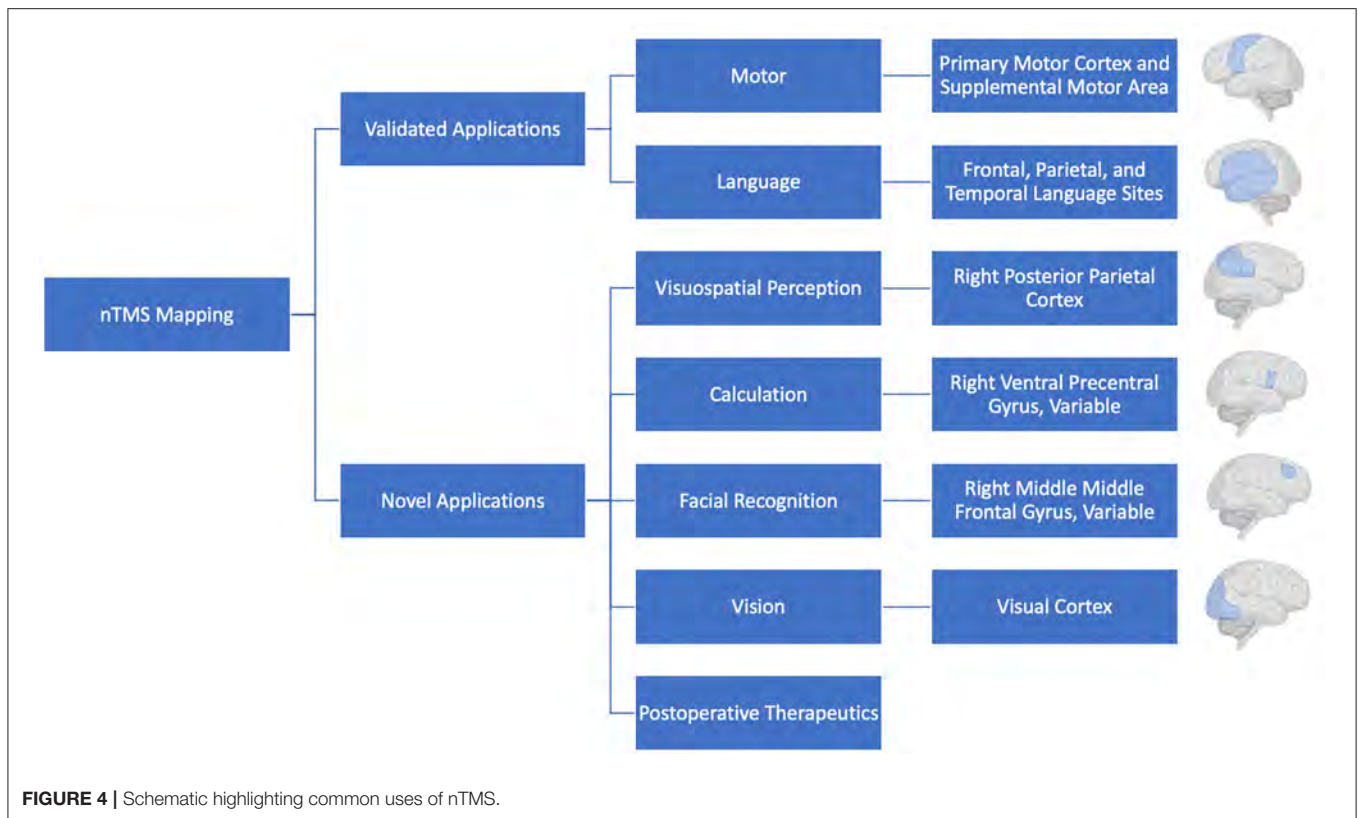 nTMS Mapping
Validated Applications
Motor
Primary Motor Cortex and
Supplemental Motor Area
Language
Frontal, Parietal, and
Temporal Language Sites
Novel Applications
Visuospatial Perception
Right Posterior Parietal
Cortex
Calculation
Right Ventral Precentral
Gyrus, Variable
Facial Recognition
Right Middle Middle
Frontal Gyrus, Variable
Vision
Visual Cortex
Postoperative Therapeutics
FIGURE 4 | Schematic highlighting common uses of nTMS.